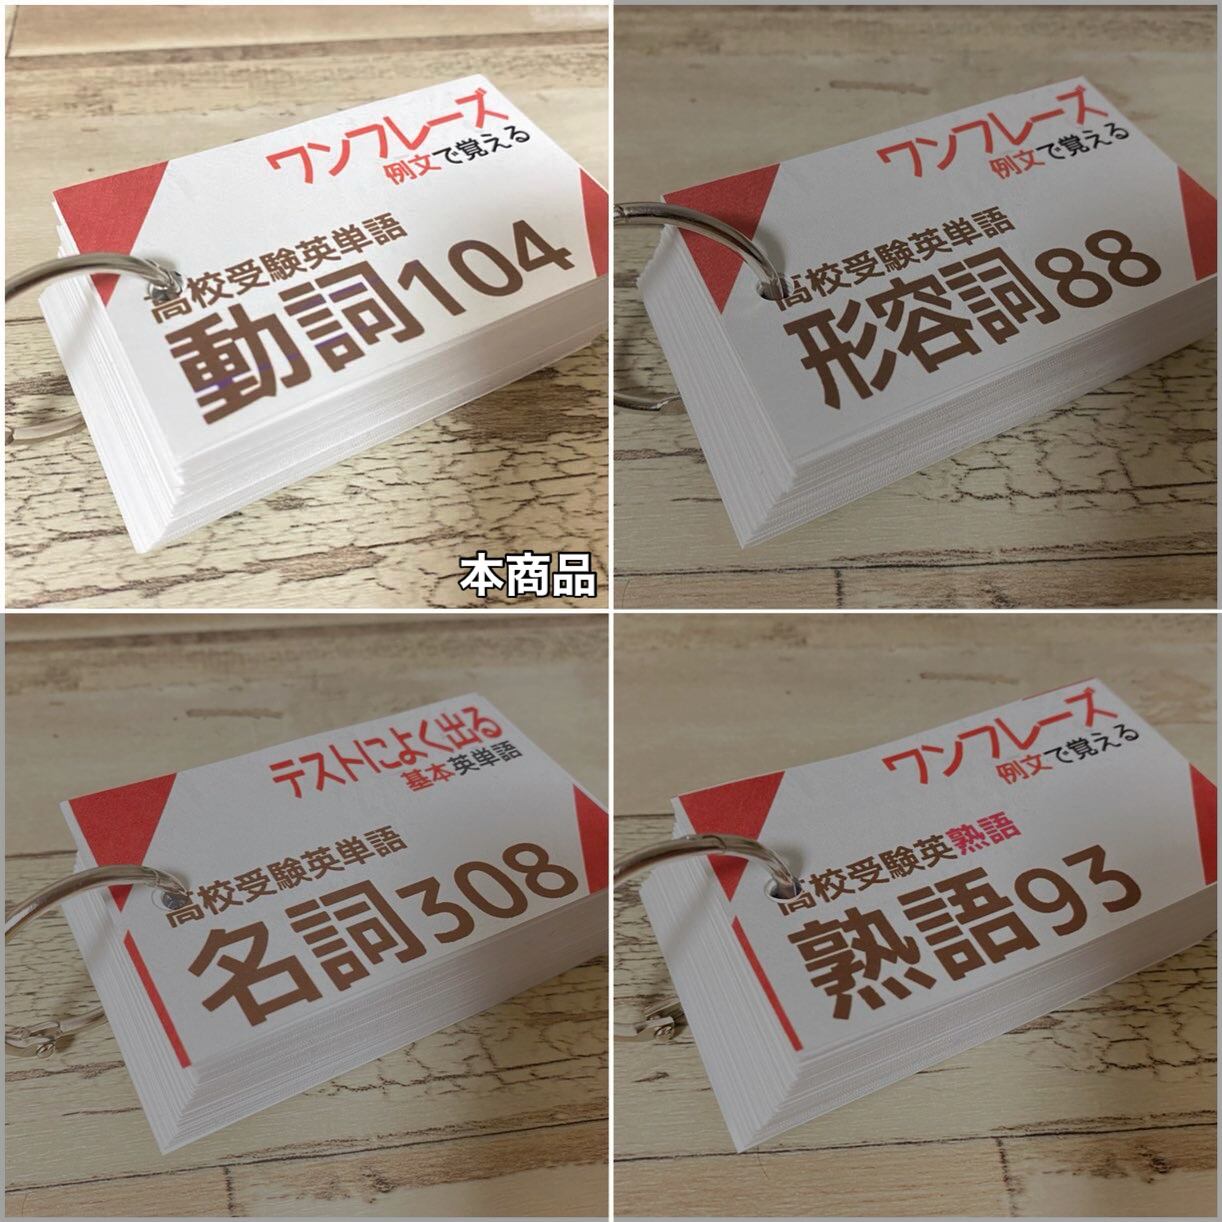 ワンフレーズ
例文で覚える
高校受験英単語
動詞104
本商品
ワンフレーズ
例文で覚える
高校受験英単語
形容詞88
テストによく出る
基本英単語
高校受験英単語
名詞308
ワンフレーズ
例文で覚える
高校受験英熟語
熟語93